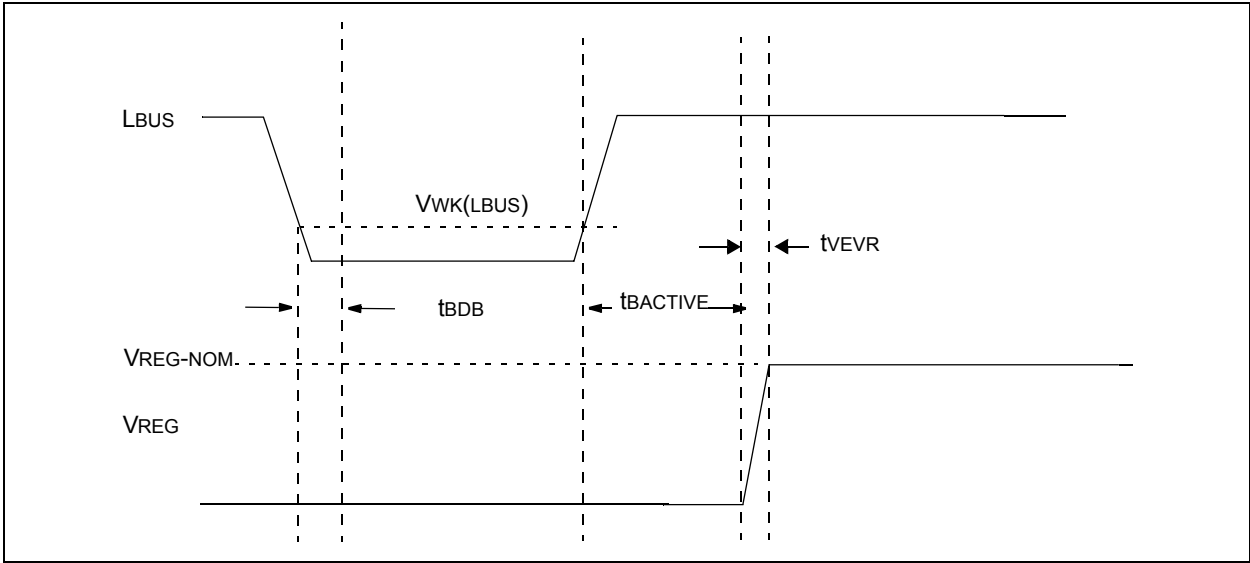 LBUS
VWK(LBUS)
tVEVR
tBDB
tBACTIVE
VREG-NOM
VREG